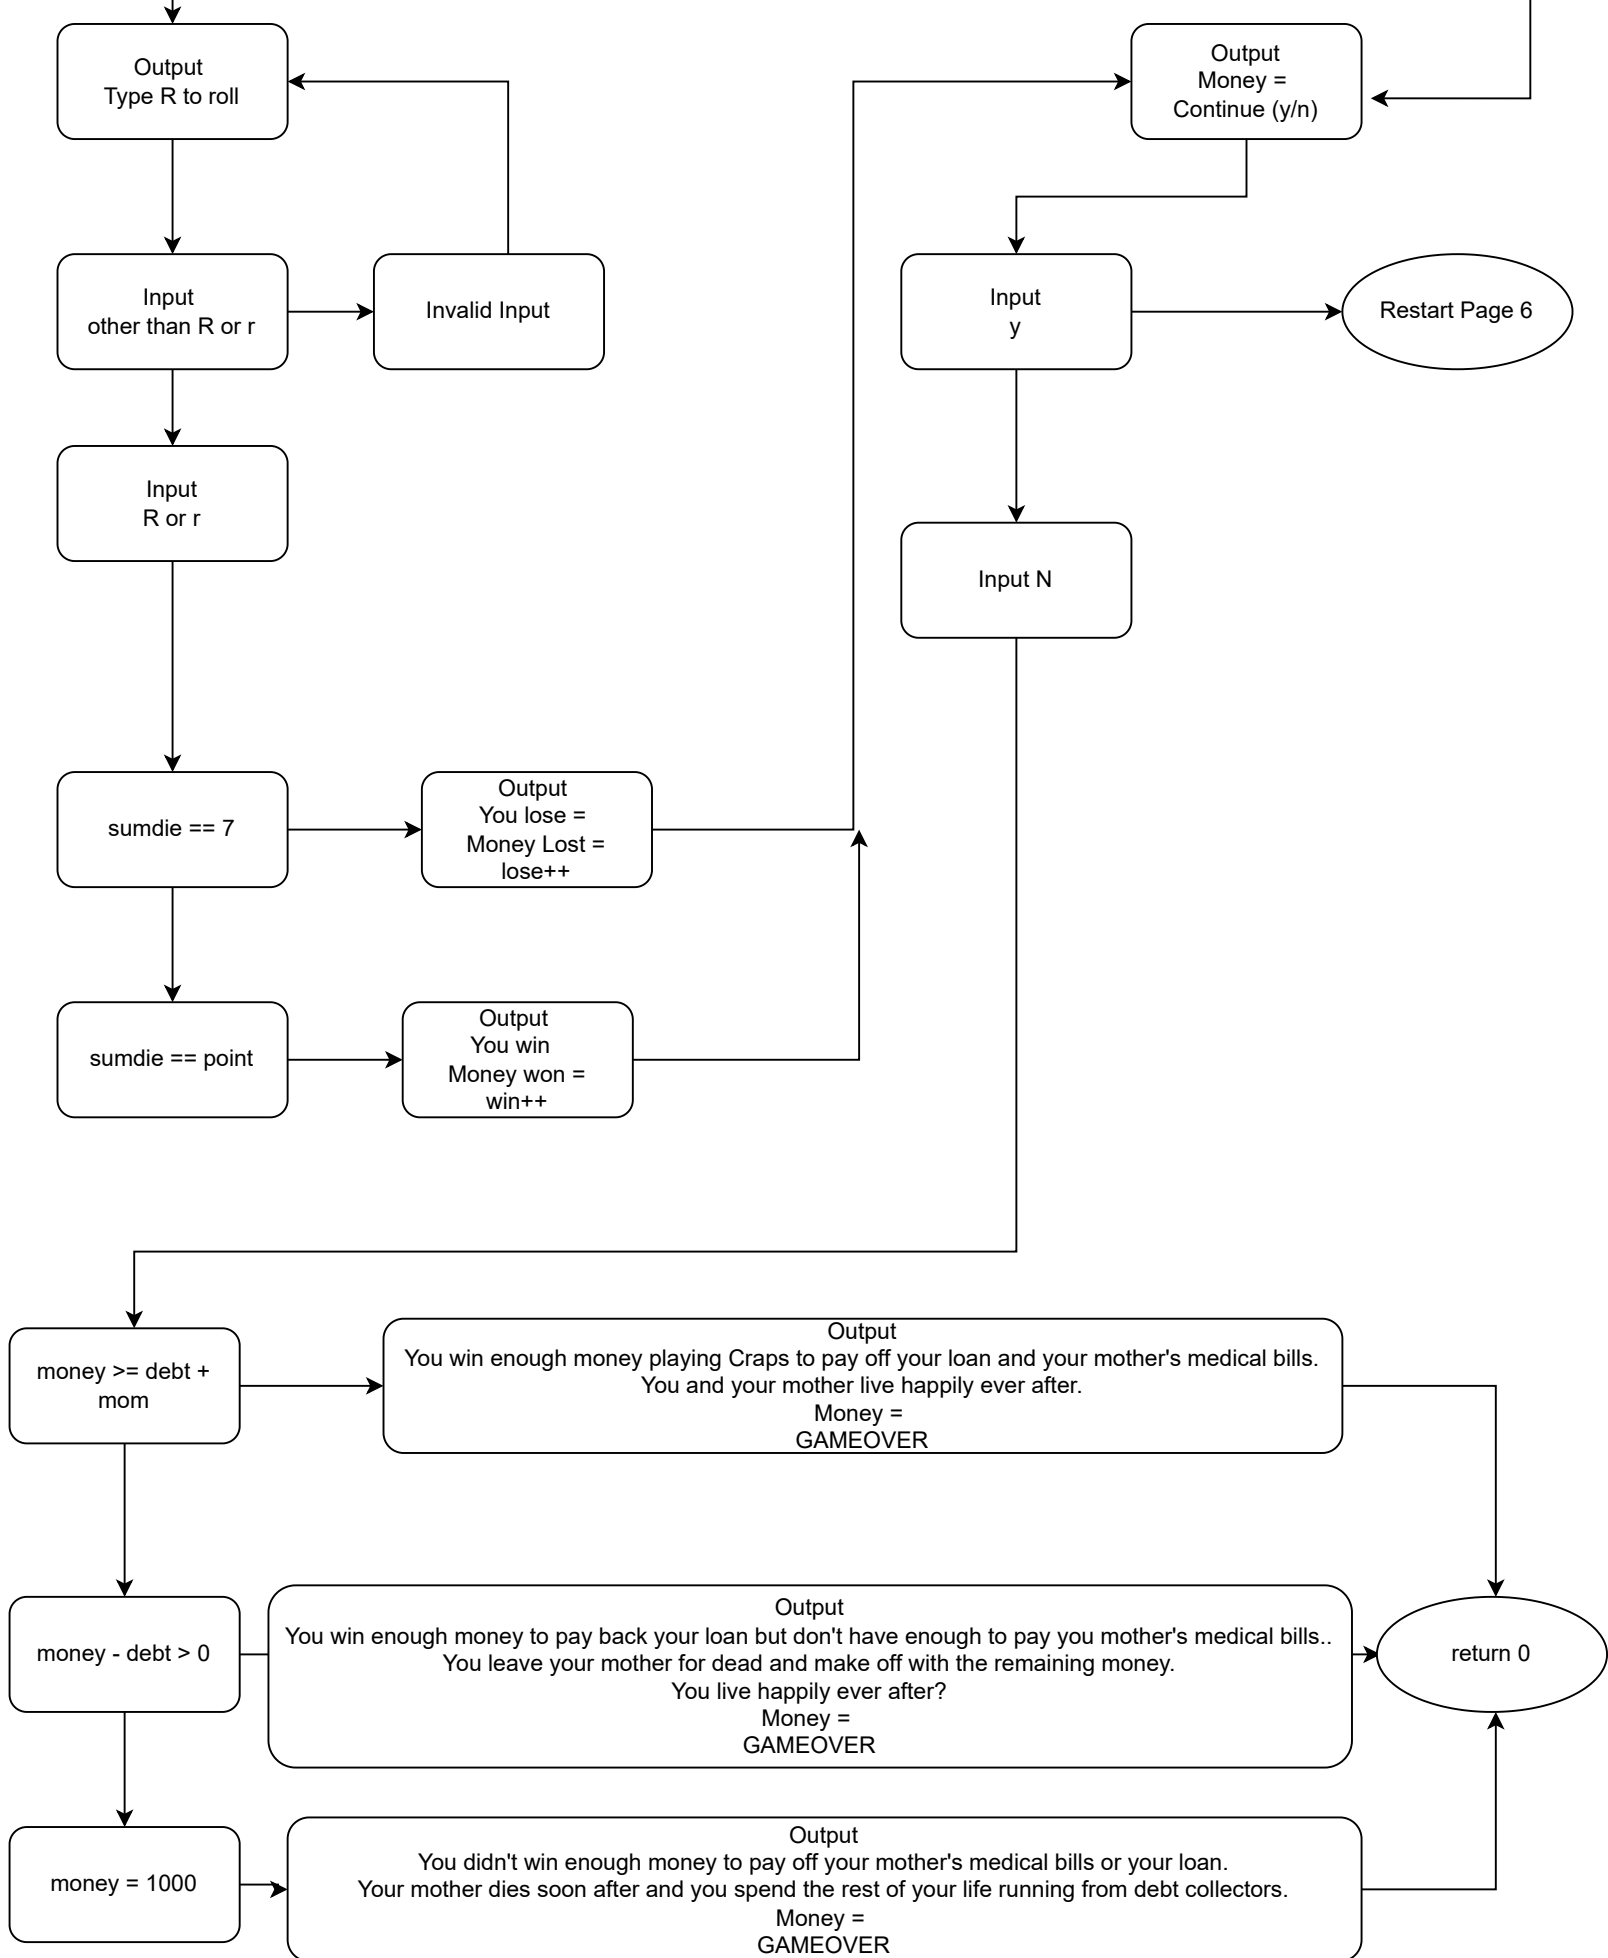 Output
Type R to roll
Output
Money =
Continue (y/n)
Input
other than R or r
Invalid Input
Input
y
Restart Page 6
Input
R or r
Input N
sumdie == 7
Output
You lose =
Money Lost =
lose++
sumdie == point
Output
You win
Money won =
win++
money >= debt +
mom
Output
You win enough money playing Craps to pay off your loan and your mother's medical bills.
You and your mother live happily ever after.
Money =
GAMEOVER
money - debt > 0
Output
You win enough money to pay back your loan but don't have enough to pay you mother's medical bills..
You leave your mother for dead and make off with the remaining money.
You live happily ever after?
Money =
GAMEOVER
return 0
money = 1000
Output
You didn't win enough money to pay off your mother's medical bills or your loan.
Your mother dies soon after and you spend the rest of your life running from debt collectors.
Money =
GAMEOVER